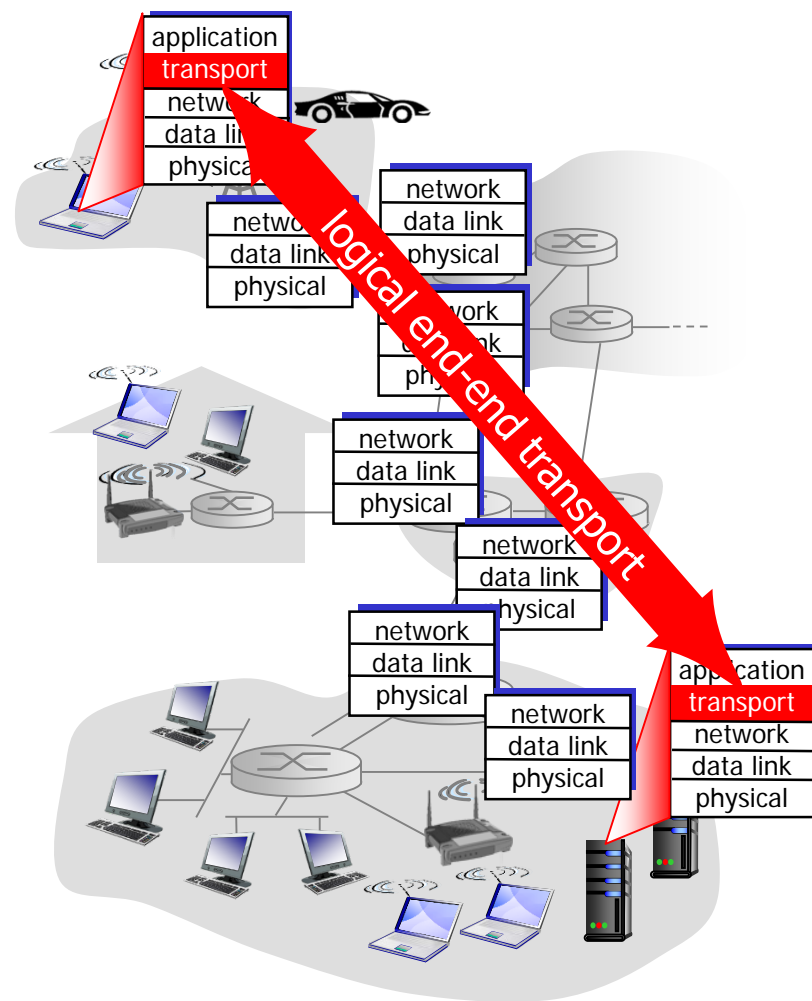 application
transport
network
data link
physical
network
data link
physical
network
data link
physical
network
data link
physical
logical end-end transport
network
data link
physical
network
data link
physical
network
data link
physical
network
data link
physical
application
transport
network
data link
physical